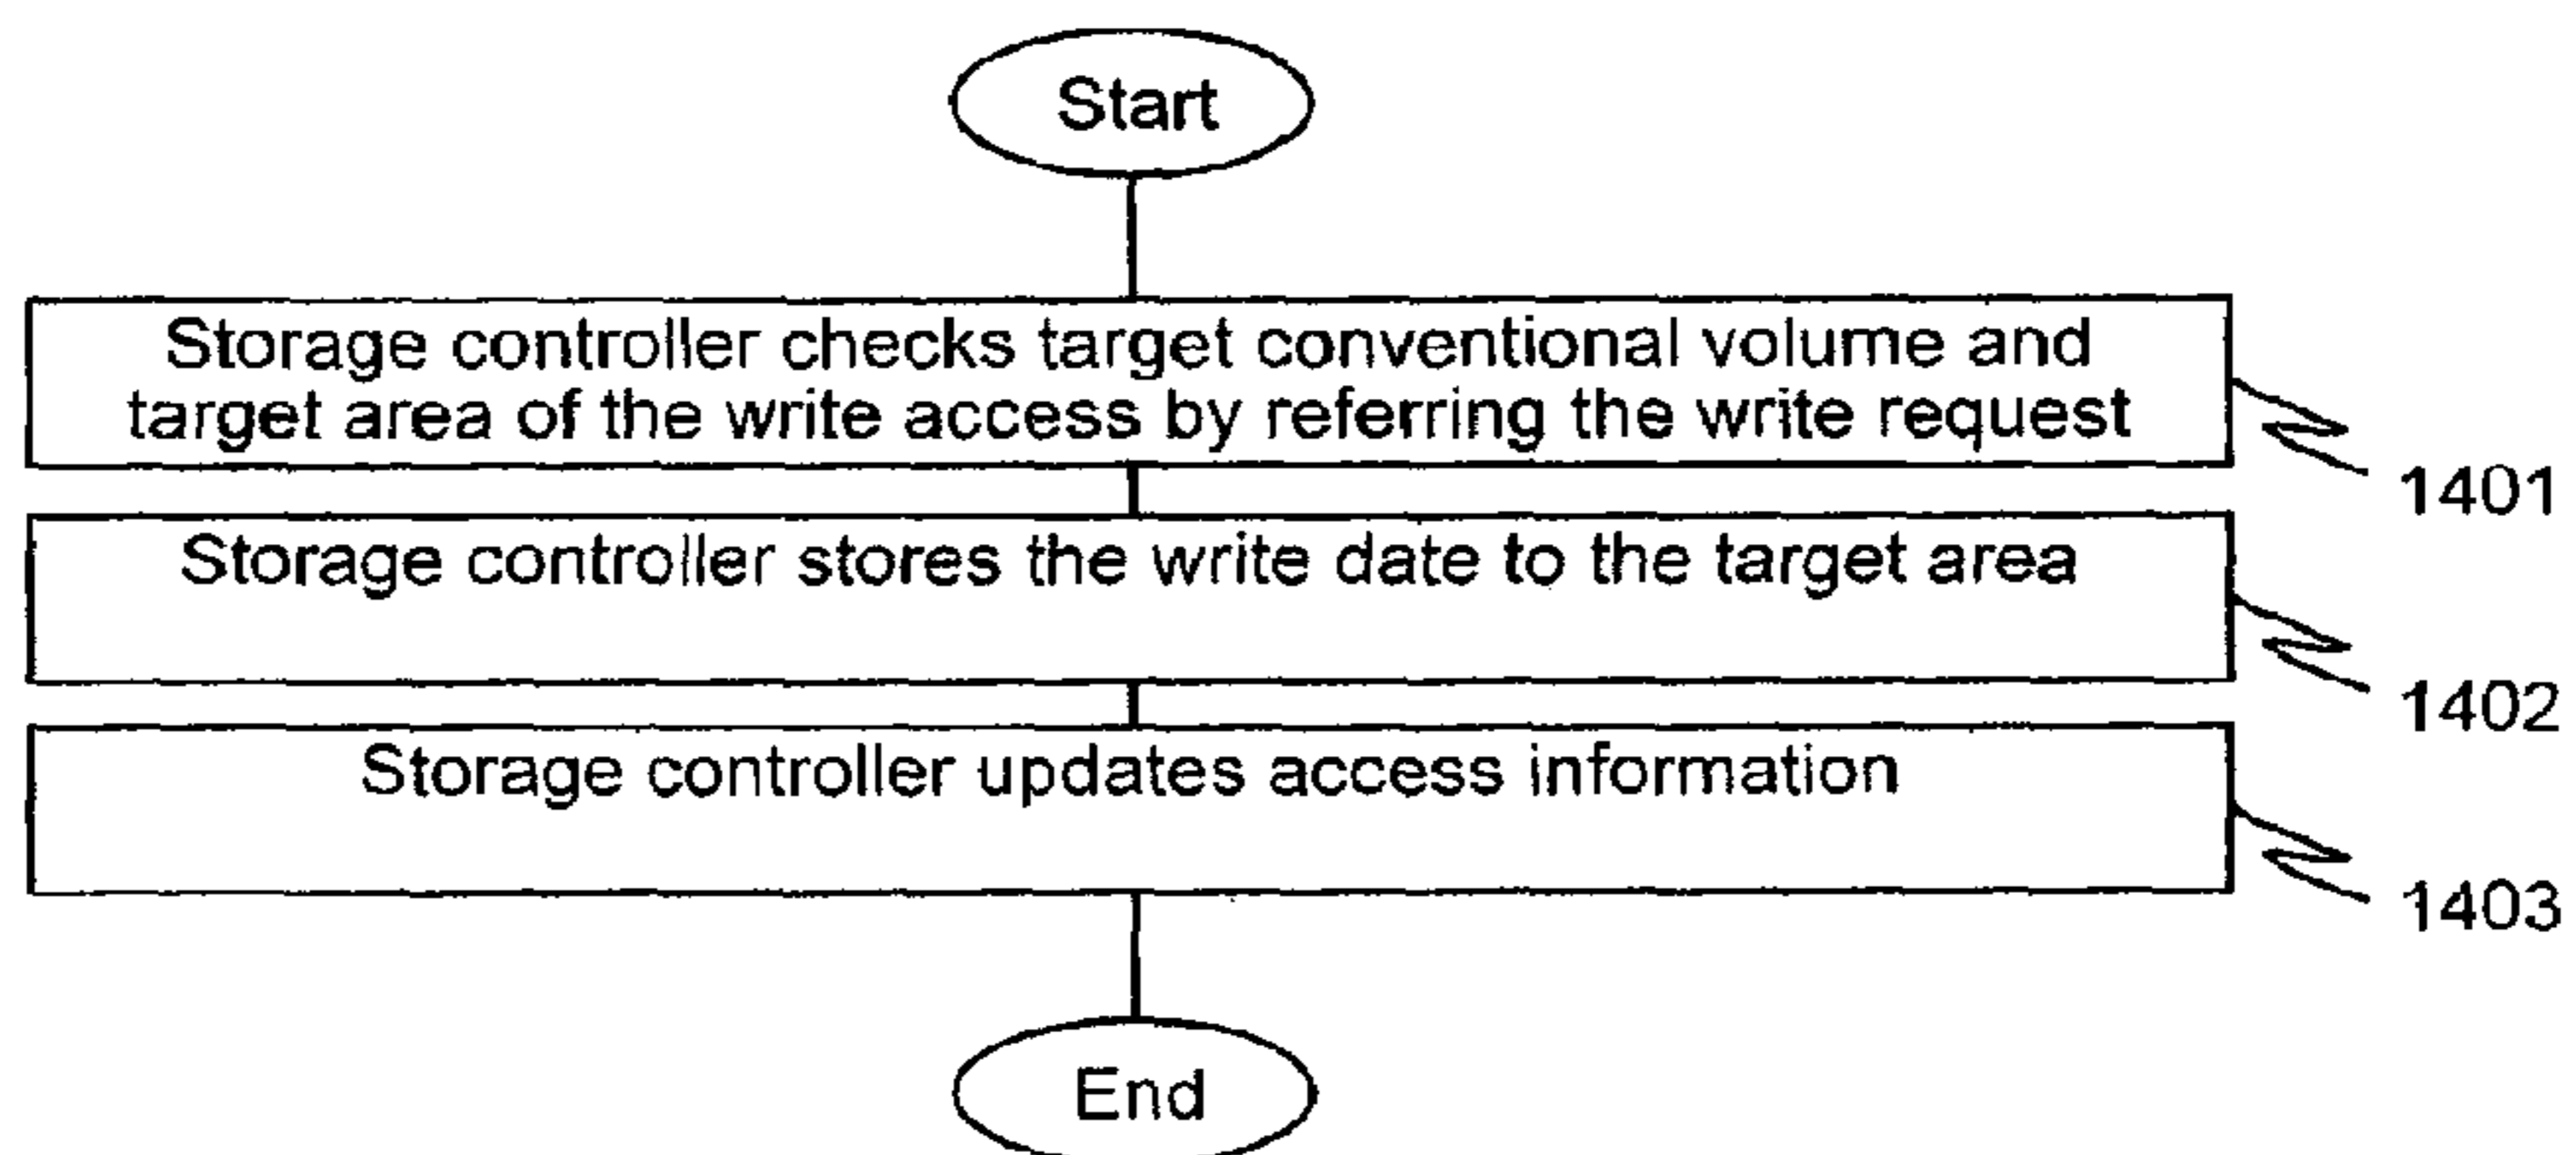 Start
Storage controller checks target conventional volume and
target area of the write access by referring the write request
1401
Storage controller stores the write date to the target area
1402
Storage controller updates access information
1403
End